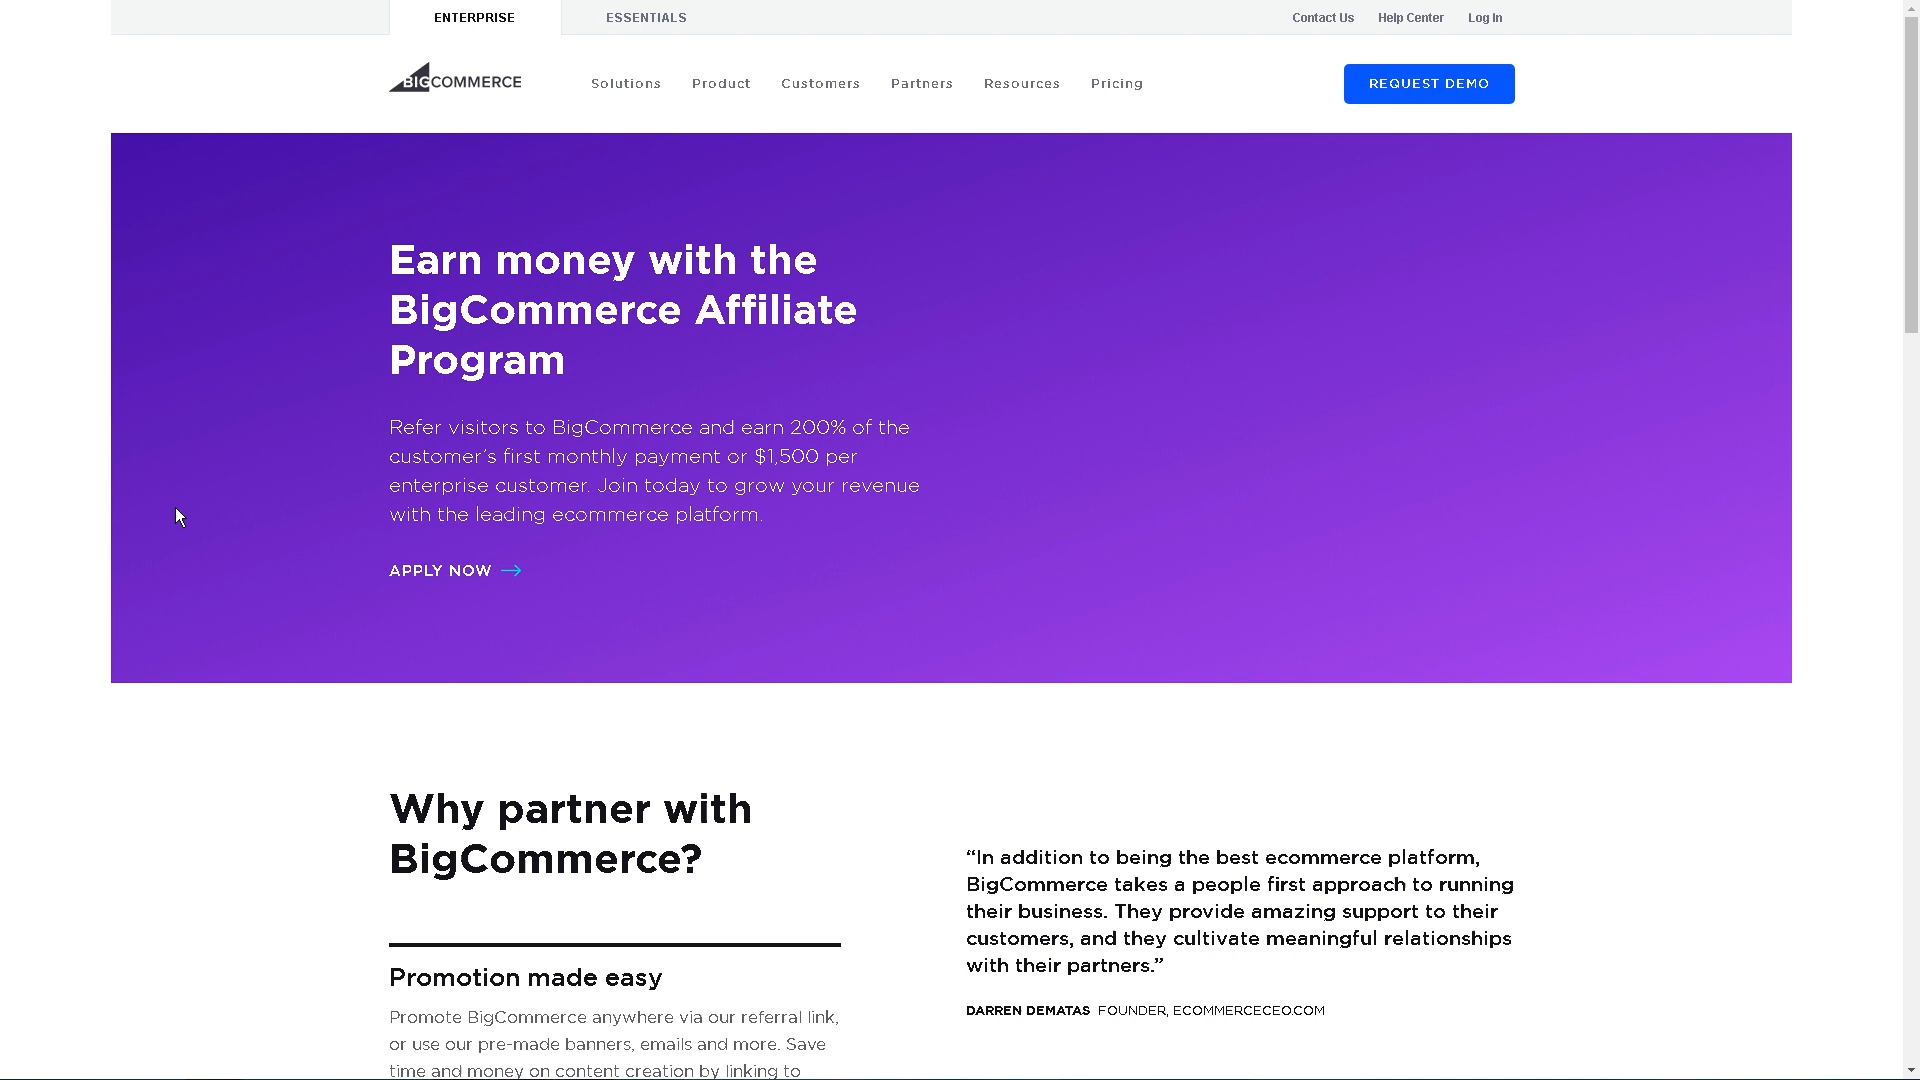 ENTERPRISE
ESSENTIALS
Contact Us
Help Center
Log In
BIGCOMMERCE
Solutions
Product
Customers
Partners
Resources
Pricing
REQUEST DEMO
Earn money with the
BigCommerce Affiliate
Program
Refer visitors to BigCommerce and earn 200% of the
customer's first monthly payment or $1,500 per
enterprise customer. Join today to grow your revenue
with the leading ecommerce platform.
APPLY NOW
Why partner with
BigCommerce?
Promotion made easy
Promote BigCommerce anywhere via our referral link,
or use our pre-made banners, emails and more. Save
time and money on content creation by linking to
“In addition to being the best ecommerce platform,
BigCommerce takes a people first approach to running
their business. They provide amazing support to their
customers, and they cultivate meaningful relationships
with their partners.”
DARREN DEMATAS FOUNDER, ECOMMERCECEO.COM